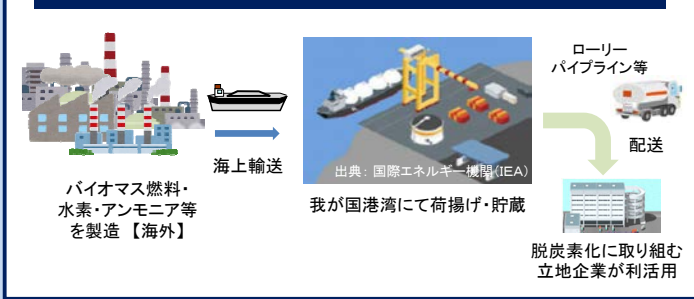 ローリー
パイプライン等
海上輸送
配送
出典：国際エネルギー機関(IEA)
バイオマス燃料・
水素・アンモニア等
を製造 【海外】
我が国港湾にて荷揚げ・貯蔵
脱炭素化に取り組む
立地企業が利活用